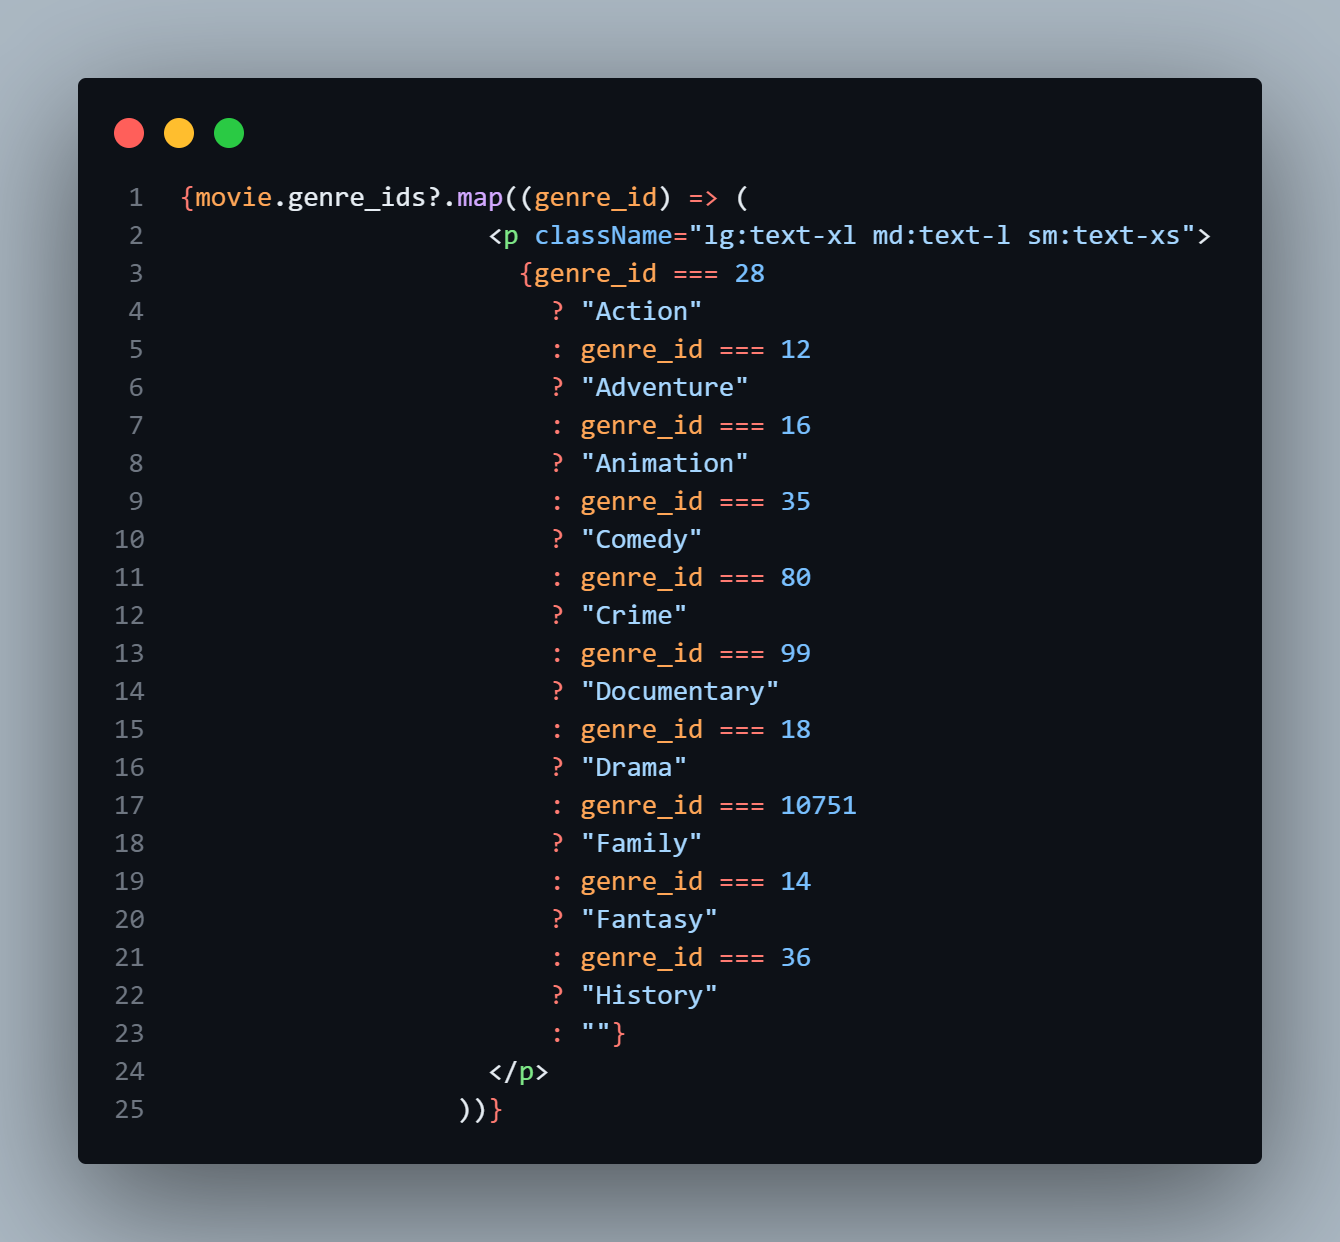 1 {movie.genre_ids?.map((genre_id) => (
2 <p className="lg:text-xl md:text-l sm:text-xs">
3 {genre_id === 28
4 ? "Action"
5 : genre_id === 12
6 ? "Adventure"
7 : genre_id === 16
8 ? "Animation"
9 : genre_id === 35
10 ? "Comedy"
11 : genre_id === 80
12 ? "Crime"
13 : genre_id === 99
14 ? "Documentary"
15 : genre_id === 18
16 ? "Drama"
17 : genre_id === 10751
18 ? "Family"
19 : genre_id === 14
20 ? "Fantasy"
21 : genre_id === 36
22 ? "History"
23 : ""}
24 </p>
25 ))}